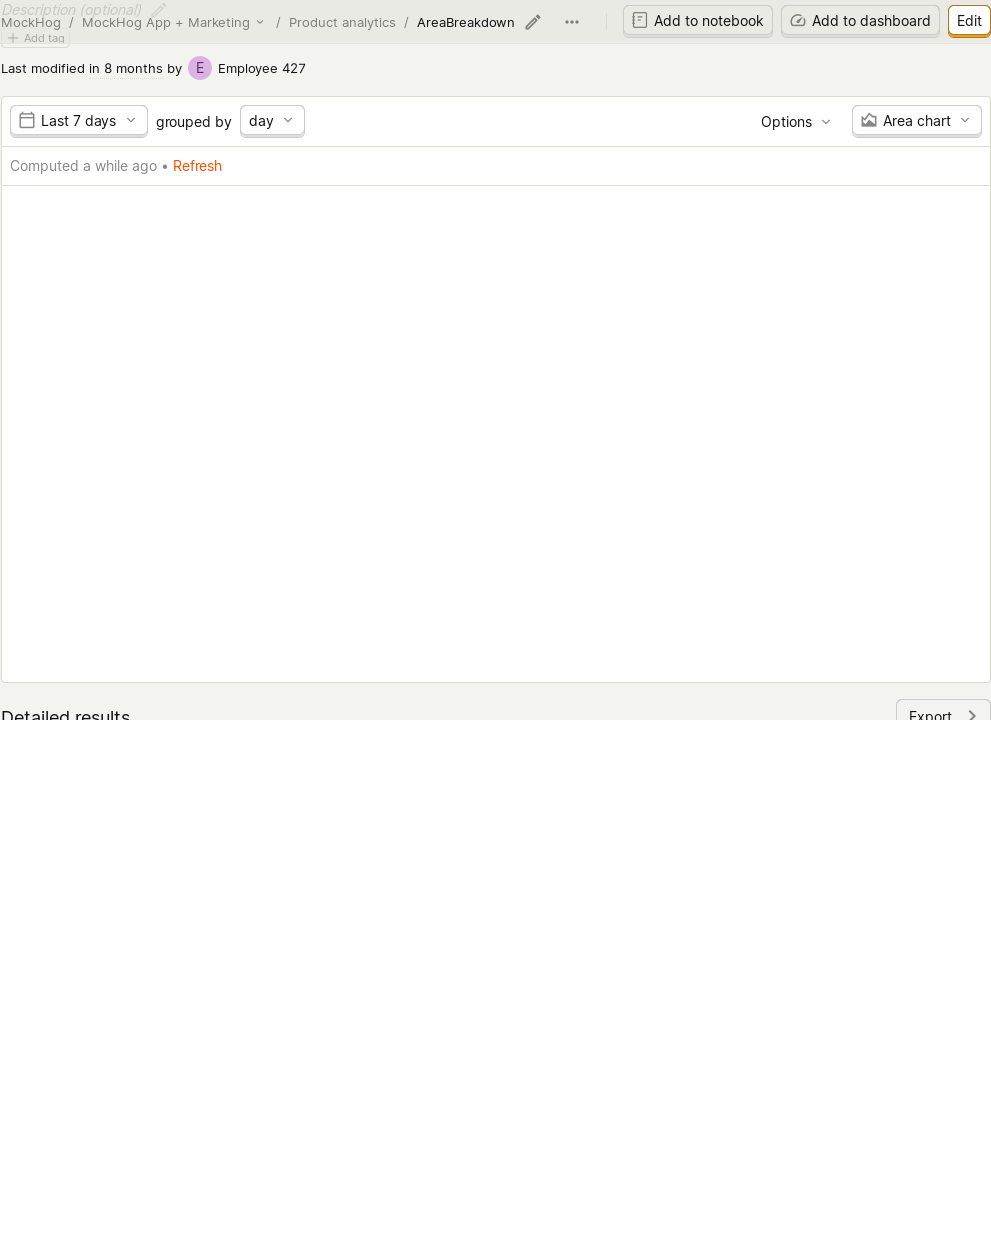 Description (optional)
MockHog / MockHog App + Marketing / Product analytics / AreaBreakdown
Add to notebook
Add to dashboard
Edit
Add tag
Last modified in 8 months by E Employee 427
Last 7 days grouped by day
Options
Area chart
Computed a while ago • Refresh
Detailed results
Export